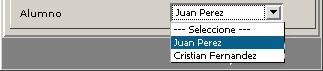 Alumno Juan Perez
--- Seleccione ---
Juan Perez
Cristian Fernandez